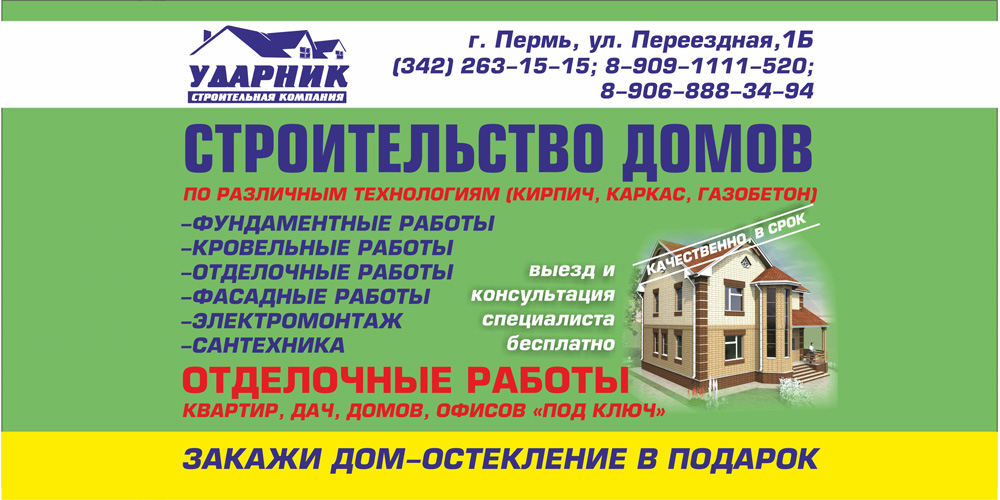 УДАРНИК
СТРОИТЕЛЬНАЯ КОМПАНИЯ
г. Пермь, ул. Переездная,1Б
(342) 263-15-15; 8-909-1111-520;
8-906-888-34-94
СТРОИТЕЛЬСТВО ДОМОВ
ПО РАЗЛИЧНЫМ ТЕХНОЛОГИЯМ (КИРПИЧ, КАРКАС, ГАЗОБЕТОН)
-ФУНДАМЕНТНЫЕ РАБОТЫ
-КРОВЕЛЬНЫЕ РАБОТЫ
-ОТДЕЛОЧНЫЕ РАБОТЫ
-ФАСАДНЫЕ РАБОТЫ
-ЭЛЕКТРОМОНТАЖ
-САНТЕХНИКА
выезд и
консультация
специалиста
бесплатно
КАЧЕСТВЕННО, В СРОК
ОТДЕЛОЧНЫЕ РАБОТЫ
КВАРТИР, ДАЧ, ДОМОВ, ОФИСОВ «ПОД КЛЮЧ»
ЗАКАЖИ ДОМ-ОСТЕКЛЕНИЕ В ПОДАРОК